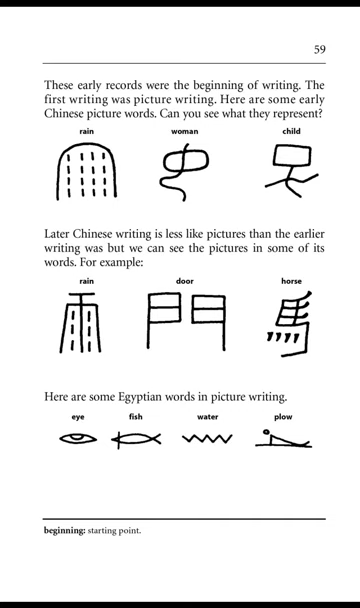 59
These early records were the beginning of writing. The
first writing was picture writing. Here are some early
Chinese picture words. Can you see what they represent?
rain woman child
Later Chinese writing is less like pictures than the earlier
writing was but we can see the pictures in some of its
words. For example:
rain door horse
雨 門 馬
Here are some Egyptian words in picture writing.
eye fish water plow
beginning: starting point.